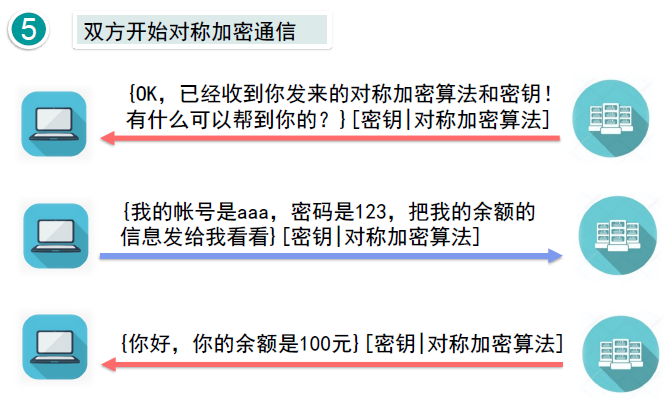 5
双方开始对称加密通信
{OK，已经收到你发来的对称加密算法和密钥！
有什么可以帮到你的？}[密钥|对称加密算法]
{我的帐号是aaa，密码是123，把我的余额的
信息发给我看看}[密钥|对称加密算法]
{你好，你的余额是100元}[密钥|对称加密算法]